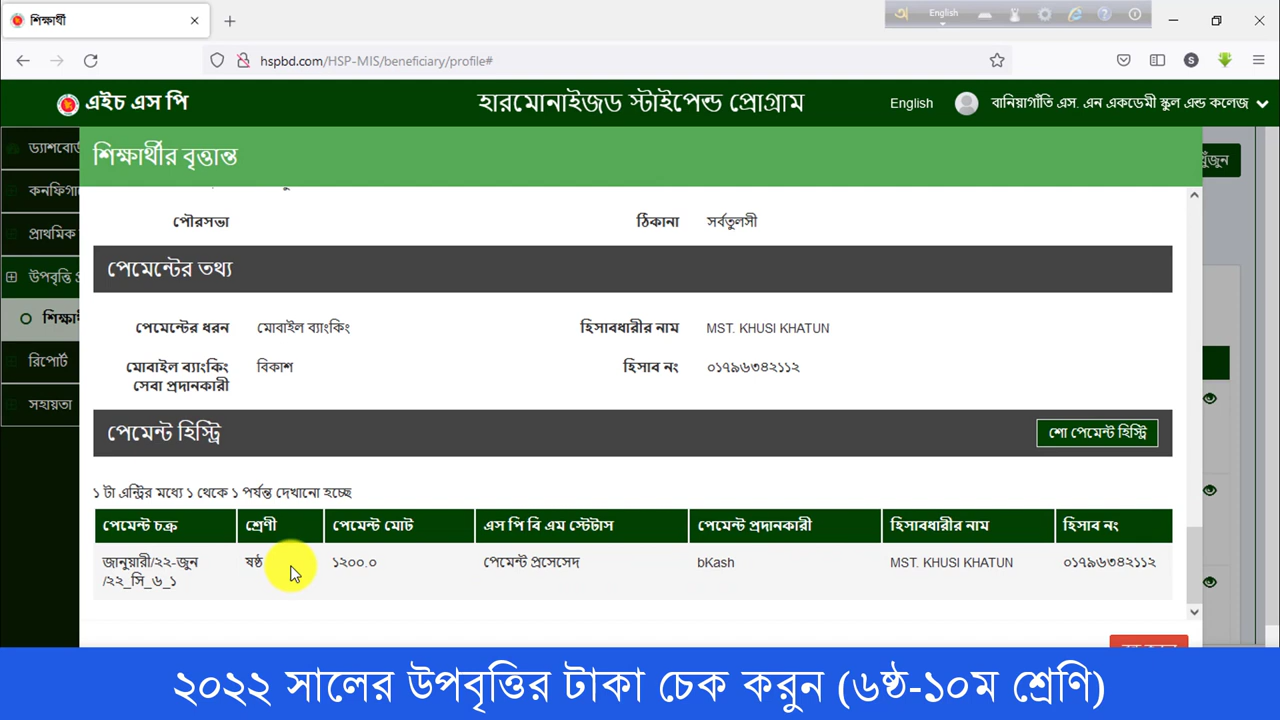 শিক্ষার্থী
English
hspbd.com/HSP-MIS/beneficiary/profile#
এইচ এস পি
হারমোনাইজড স্টাইপেন্ড প্রোগ্রাম
English
বানিয়াগাঁতি এস. এন একাডেমী স্কুল এন্ড কলেজ
শিক্ষার্থীর বৃত্তান্ত
প্রাথমিক
উপবৃত্তি
রিপোর্ট
সহায়তা
পৌরসভা
ঠিকানা সর্বতুলসী
পেমেন্টের তথ্য
পেমেন্টের ধরন মোবাইল ব্যাংকিং হিসাবধারীর নাম MST. KHUSI KHATUN
মোবাইল ব্যাংকিং সেবা প্রদানকারী বিকাশ হিসাব নং ০১৭৯৬৩৪২১১২
পেমেন্ট হিস্ট্রি শো পেমেন্ট হিস্ট্রি
১ টা এন্ট্রির মধ্যে ১ থেকে ১ পর্যন্ত দেখানো হচ্ছে
পেমেন্ট চক্র শ্রেণী পেমেন্ট মোট এস পি বি এম স্টেটাস পেমেন্ট প্রদানকারী হিসাবধারীর নাম হিসাব নং
জানুয়ারী/২২-জুন ষষ্ঠ ১২০০.০ পেমেন্ট প্রসেসেদ bKash MST. KHUSI KHATUN ০১৭৯৬৩৪২১১২
/২২_সি_৬_১
২০২২ সালের উপবৃত্তির টাকা চেক করুন (৬ষ্ঠ-১০ম শ্রেণি)